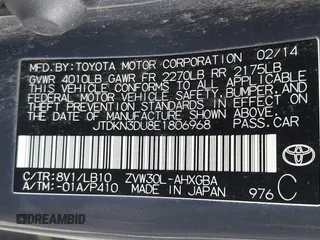 MFD.BY:TOYOTA MOTOR CORPORATION 02/14
GVWR 4010LB GAWR FR 2270LB RR 2175LB
THIS VEHICLE CONFORMS TO ALL APPLICABLE
FEDERAL MOTOR VEHICLE SAFETY, BUMPER, AND
THEFT PREVENTION STANDARDS IN EFFECT ON
THE DATE OF MANUFACTURE SHOWN ABOVE.
JTDKN3DU8E1806968 PASS.CAR
C/TR:8V1/LB10 ZVW30L-AHXGBA
A/TM:-01A/P410 MADE IN JAPAN 976 C
TOYOTA
© DREAMBID .com